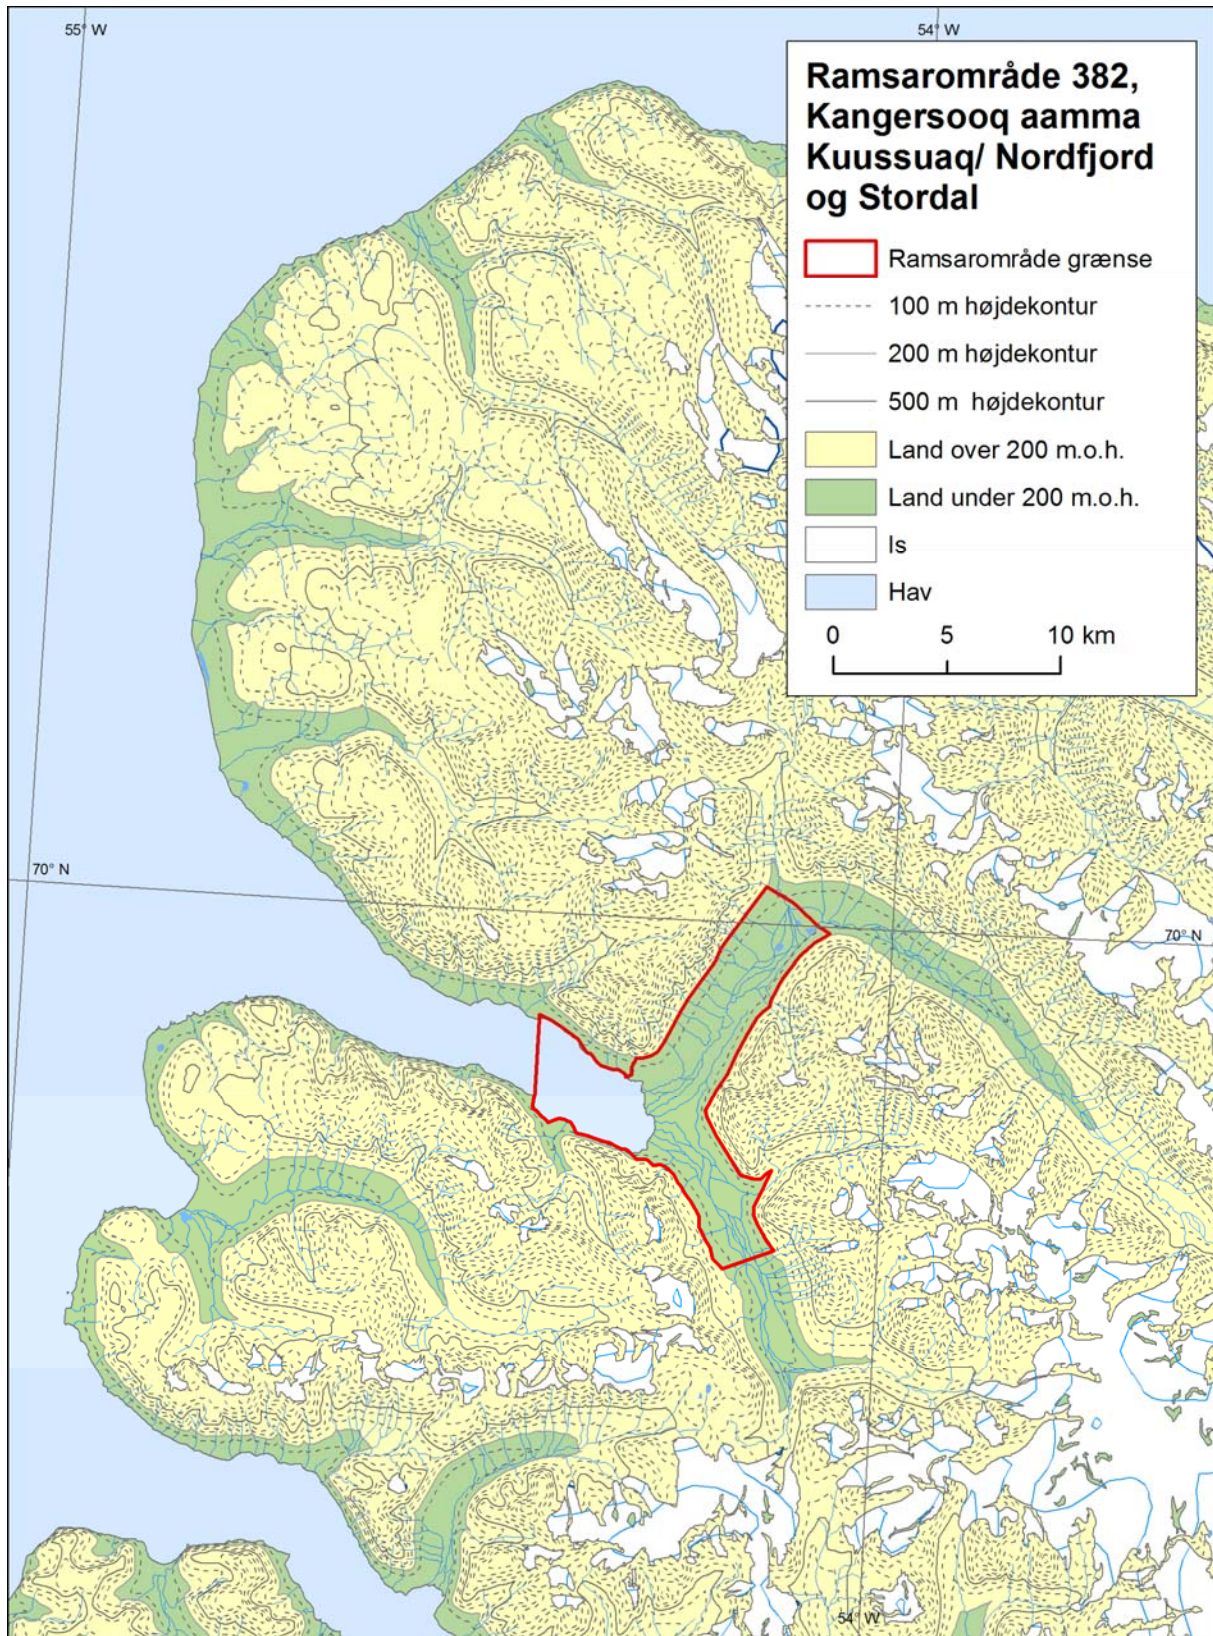 55° W
54° W
Ramsarområde 382,
Kangersooq aamma
Kuussuaq/ Nordfjord
og Stordal
Ramsarområde grænse
100 m højdekontur
200 m højdekontur
500 m  højdekontur
Land over 200 m.o.h.
Land under 200 m.o.h.
Is
Hav
0 5 10 km
70° N
70° N
54° W